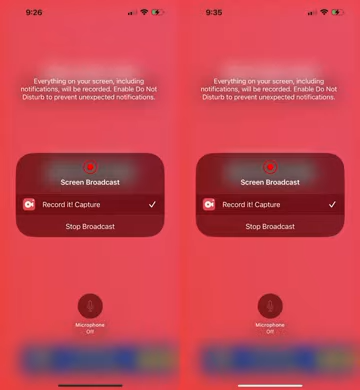 9:26
Everything on your screen, including
notifications, will be recorded. Enable Do Not
Disturb to prevent unexpected notifications.
Screen Broadcast
Record it! Capture
Stop Broadcast
Microphone
Off
9:35
Everything on your screen, including
notifications, will be recorded. Enable Do Not
Disturb to prevent unexpected notifications.
Screen Broadcast
Record it! Capture
Stop Broadcast
Microphone
Off